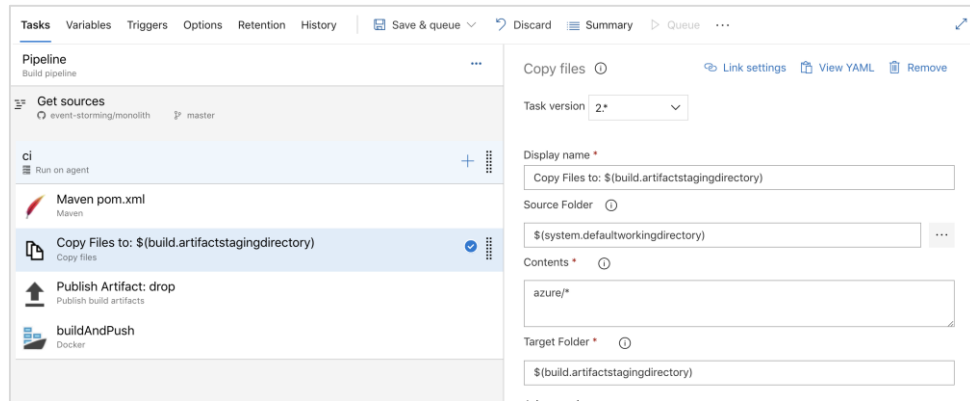 Tasks Variables Triggers Options Retention History Save & queue Discard Summary Queue ...
Pipeline
Build pipeline
Get sources
event-storming/monolith master
ci
Run on agent
Maven pom.xml
Maven
Copy Files to: $(build.artifactstagingdirectory)
Copy files
Publish Artifact: drop
Publish build artifacts
buildAndPush
Docker
Copy files Link settings View YAML Remove
Task version 2.*
Display name *
Copy Files to: $(build.artifactstagingdirectory)
Source Folder
$(system.defaultworkingdirectory)
Contents *
azure/*
Target Folder *
$(build.artifactstagingdirectory)